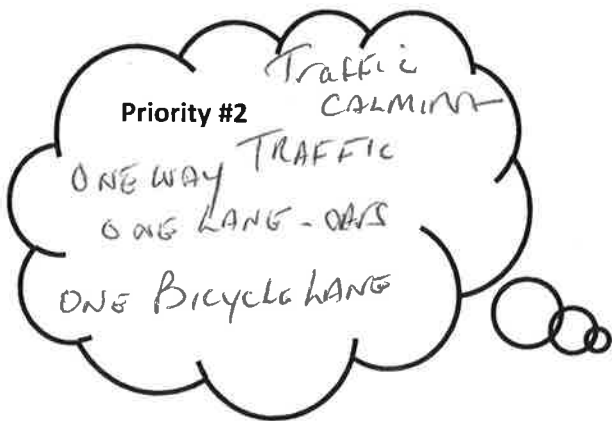 Traffic
Priority #2 CALMING
ONE WAY TRAFFIC
ONE LANE - CARS
ONE BICYCLE LANE